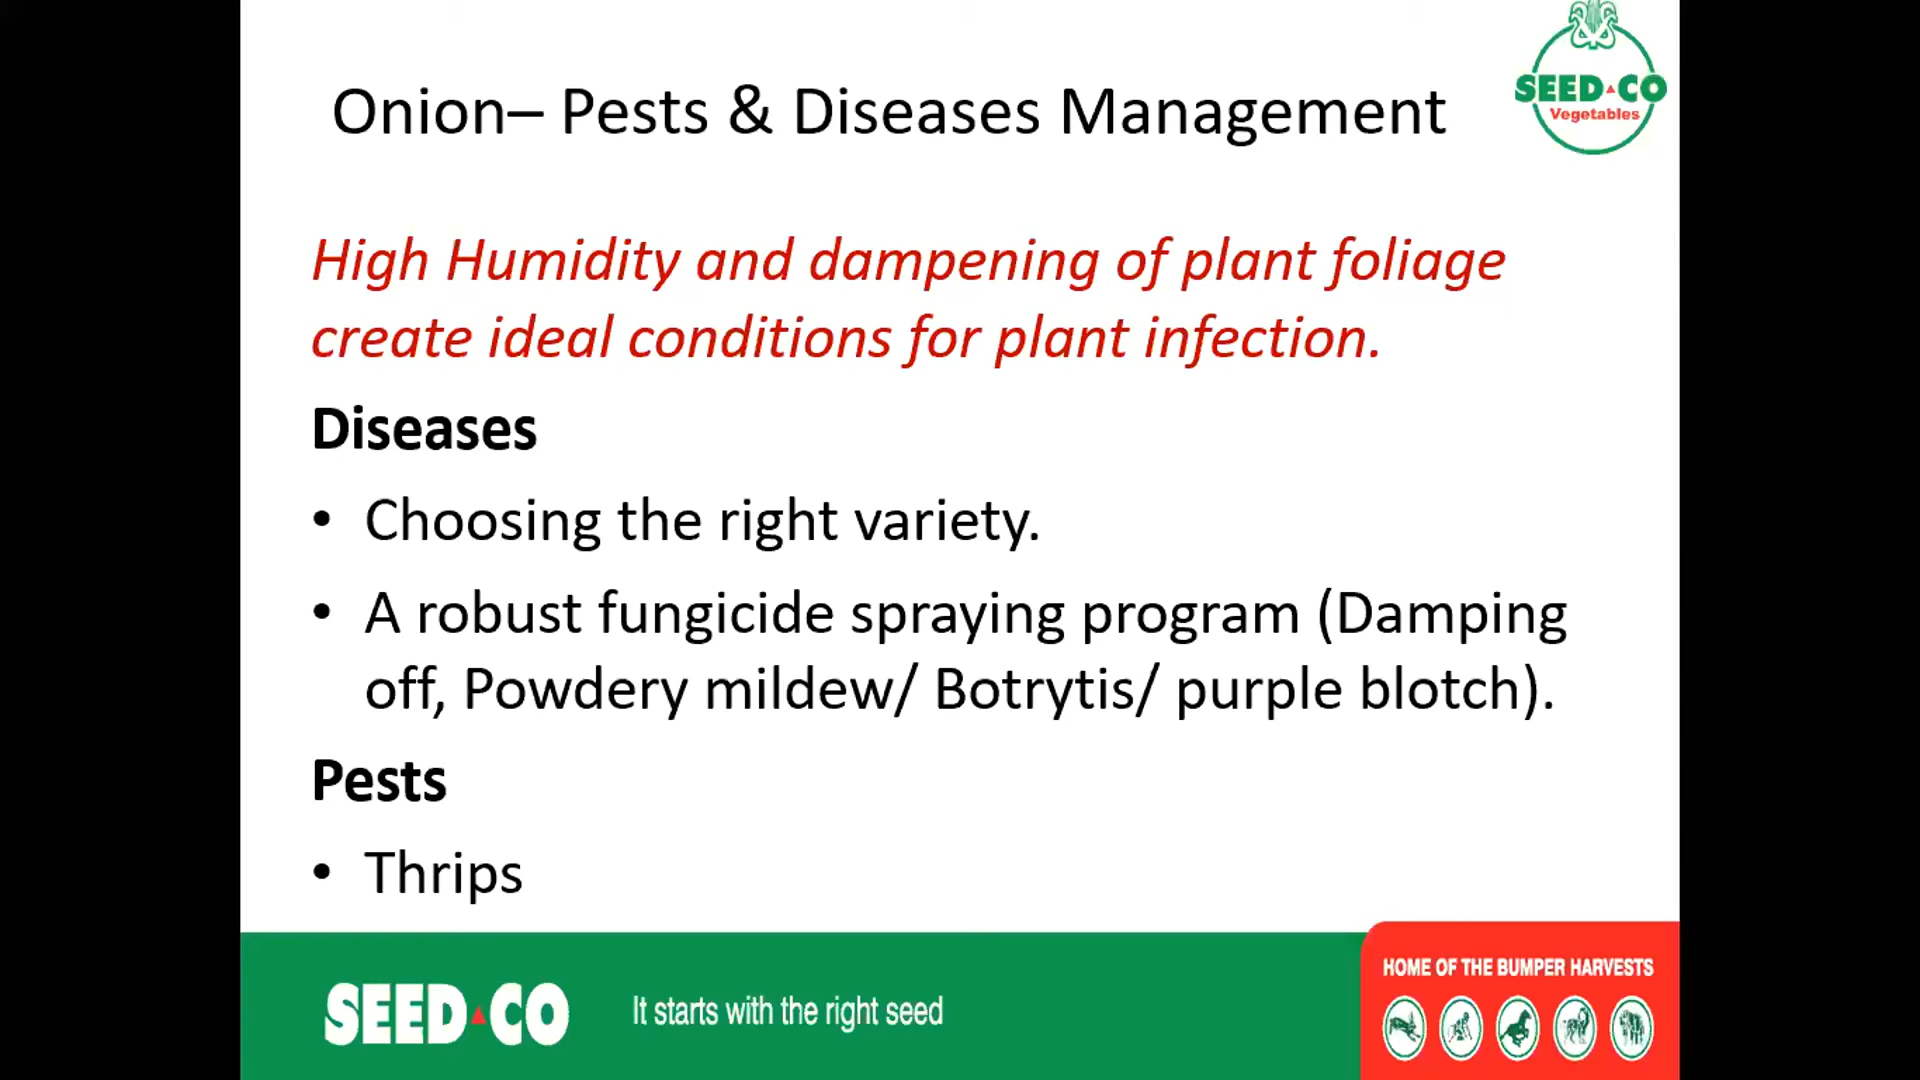 Onion– Pests & Diseases Management
SEED CO
Vegetables
High Humidity and dampening of plant foliage
create ideal conditions for plant infection.
Diseases
• Choosing the right variety.
• A robust fungicide spraying program (Damping
off, Powdery mildew/ Botrytis/ purple blotch).
Pests
• Thrips
SEED CO
It starts with the right seed
HOME OF THE BUMPER HARVESTS